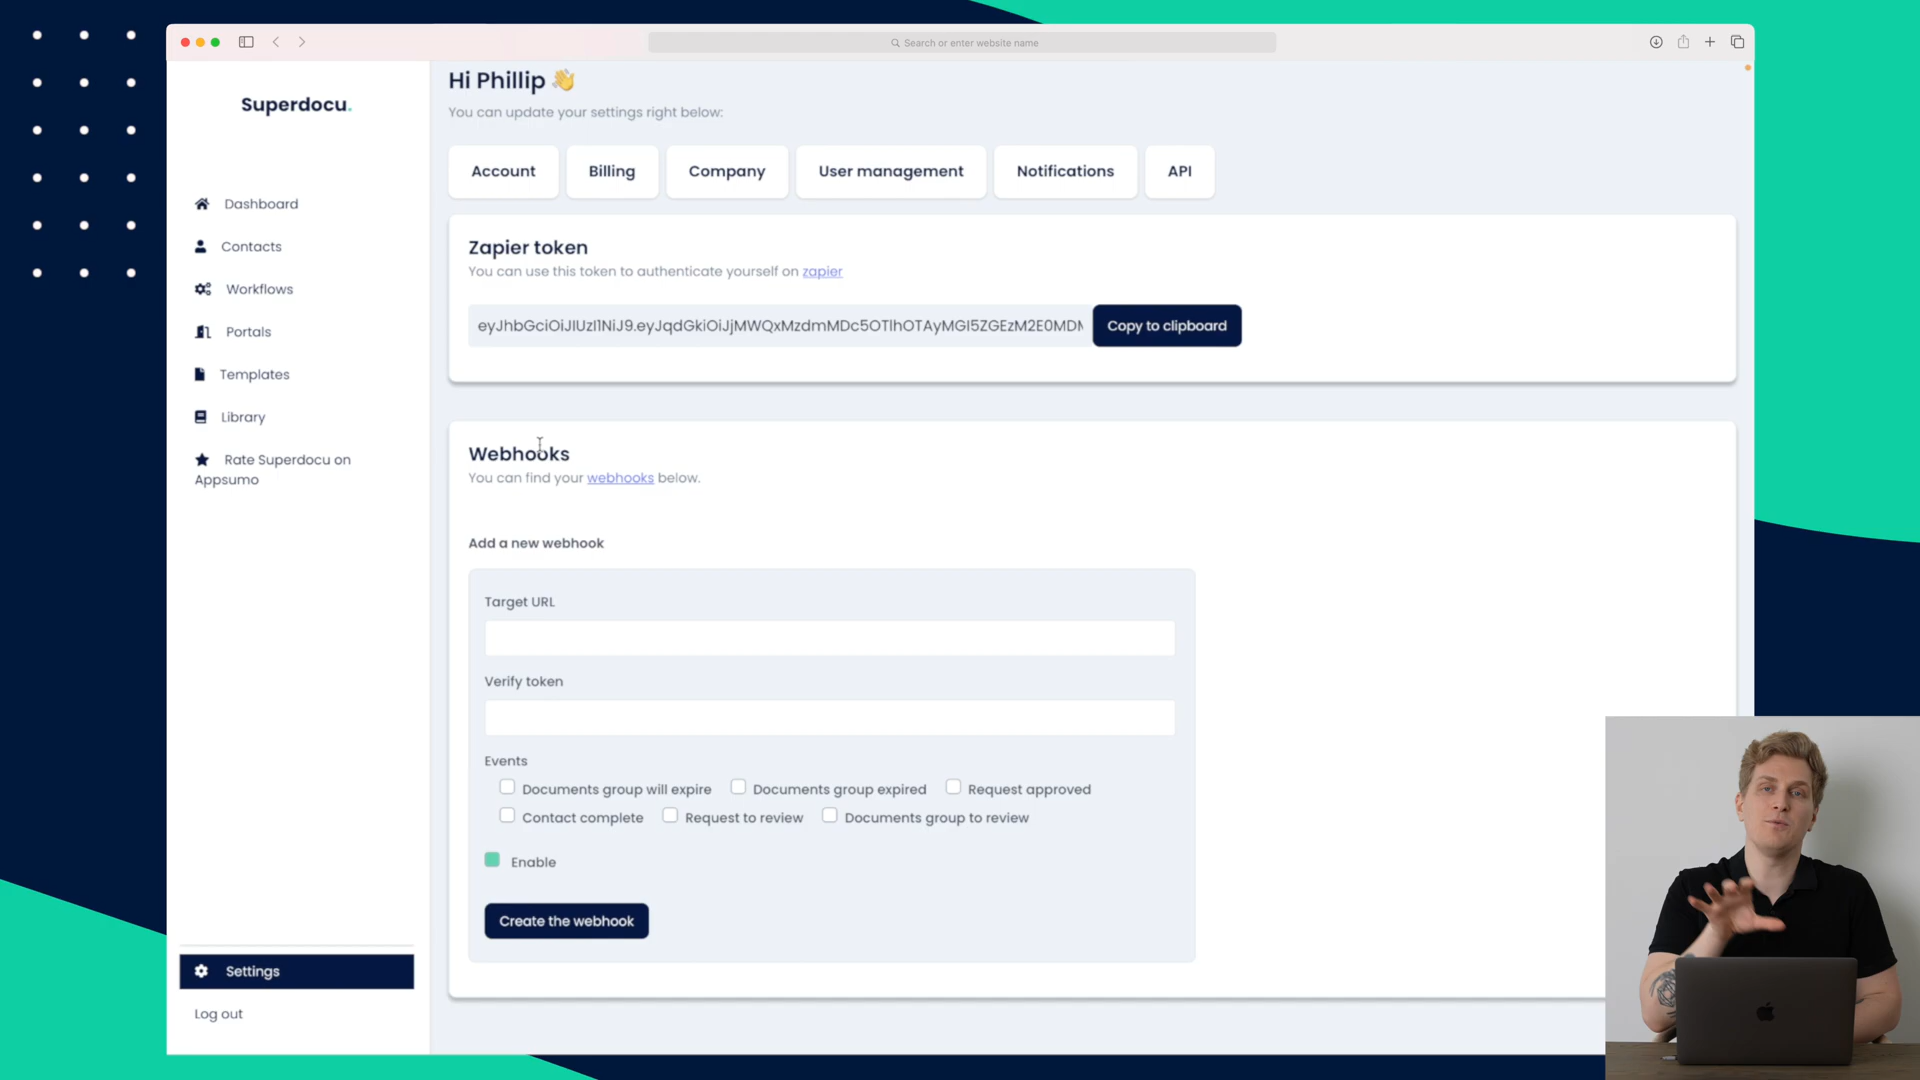 Search or enter website name
Superdocu.
Hi Phillip 👋
You can update your settings right below:
Account Billing Company User management Notifications API
Dashboard
Contacts
Workflows
Portals
Templates
Library
Rate Superdocu on
Appsumo
Settings
Log out
Zapier token
You can use this token to authenticate yourself on zapier
Copy to clipboard
Webhooks
You can find your webhooks below.
Add a new webhook
Target URL
Verify token
Events
Documents group will expire Documents group expired Request approved
Contact complete Request to review Documents group to review
Enable
Create the webhook